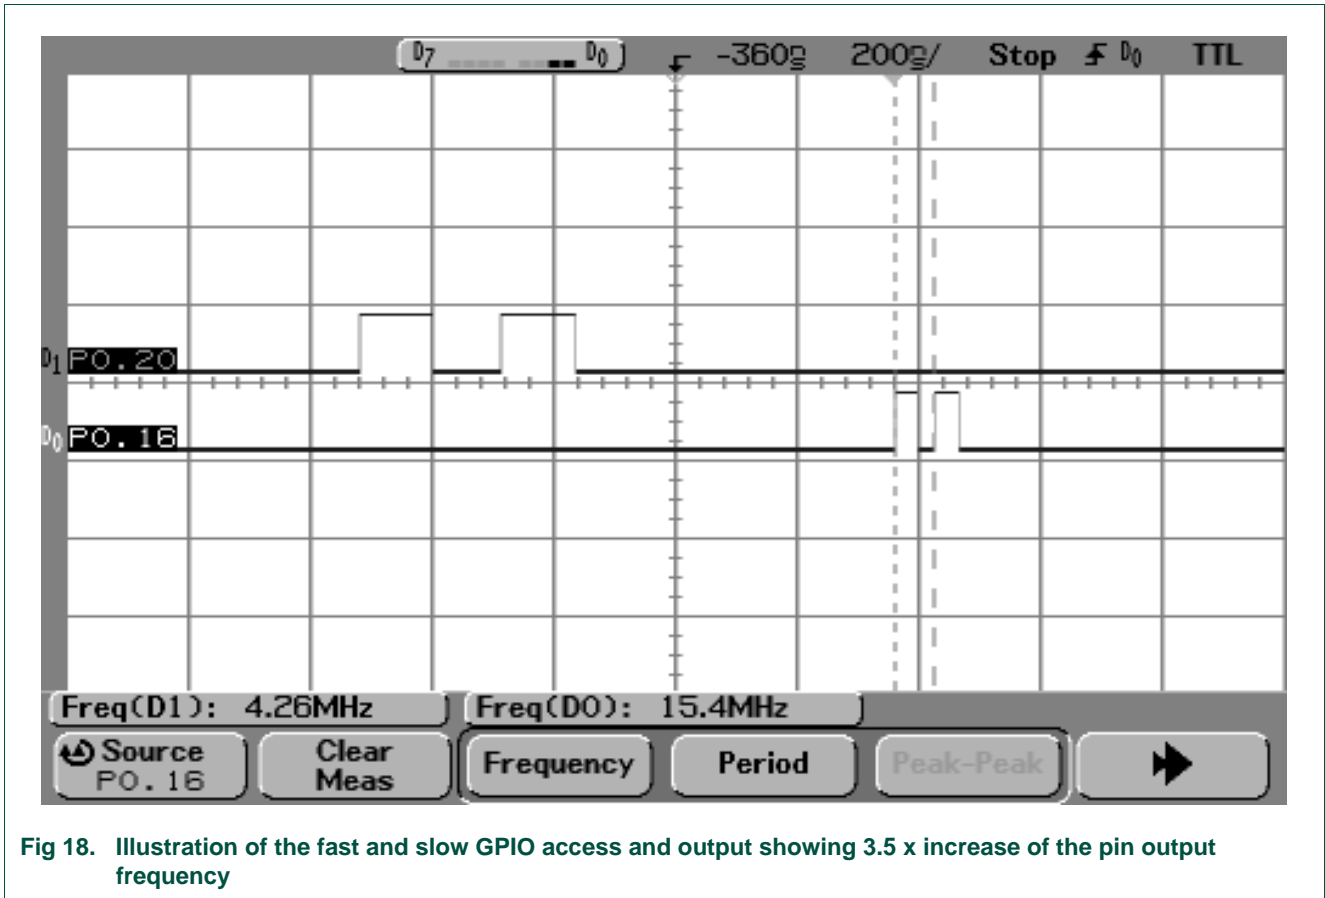 D7 D0 -360ns 200ns/ Stop D0 TTL
D1 P0.20
D0 P0.16
Freq(D1): 4.26MHz Freq(D0): 15.4MHz
Source Clear Frequency Period Peak-Peak
P0.16 Meas
Fig 18. Illustration of the fast and slow GPIO access and output showing 3.5 x increase of the pin output
frequency